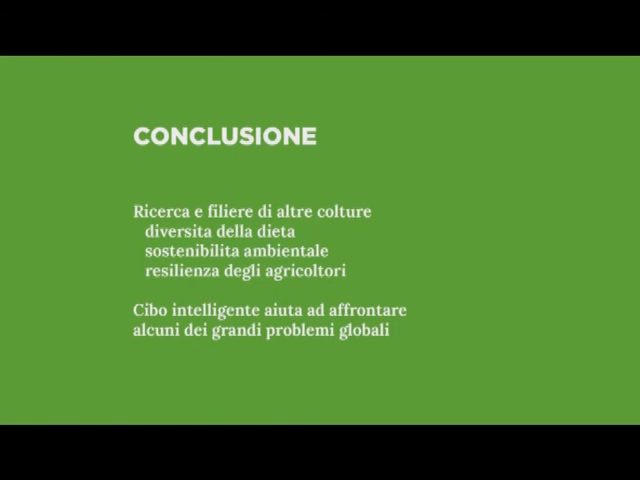 CONCLUSIONE
Ricerca e filiere di altre colture
diversita della dieta
sostenibilita ambientale
resilienza degli agricoltori
Cibo intelligente aiuta ad affrontare
alcuni dei grandi problemi globali